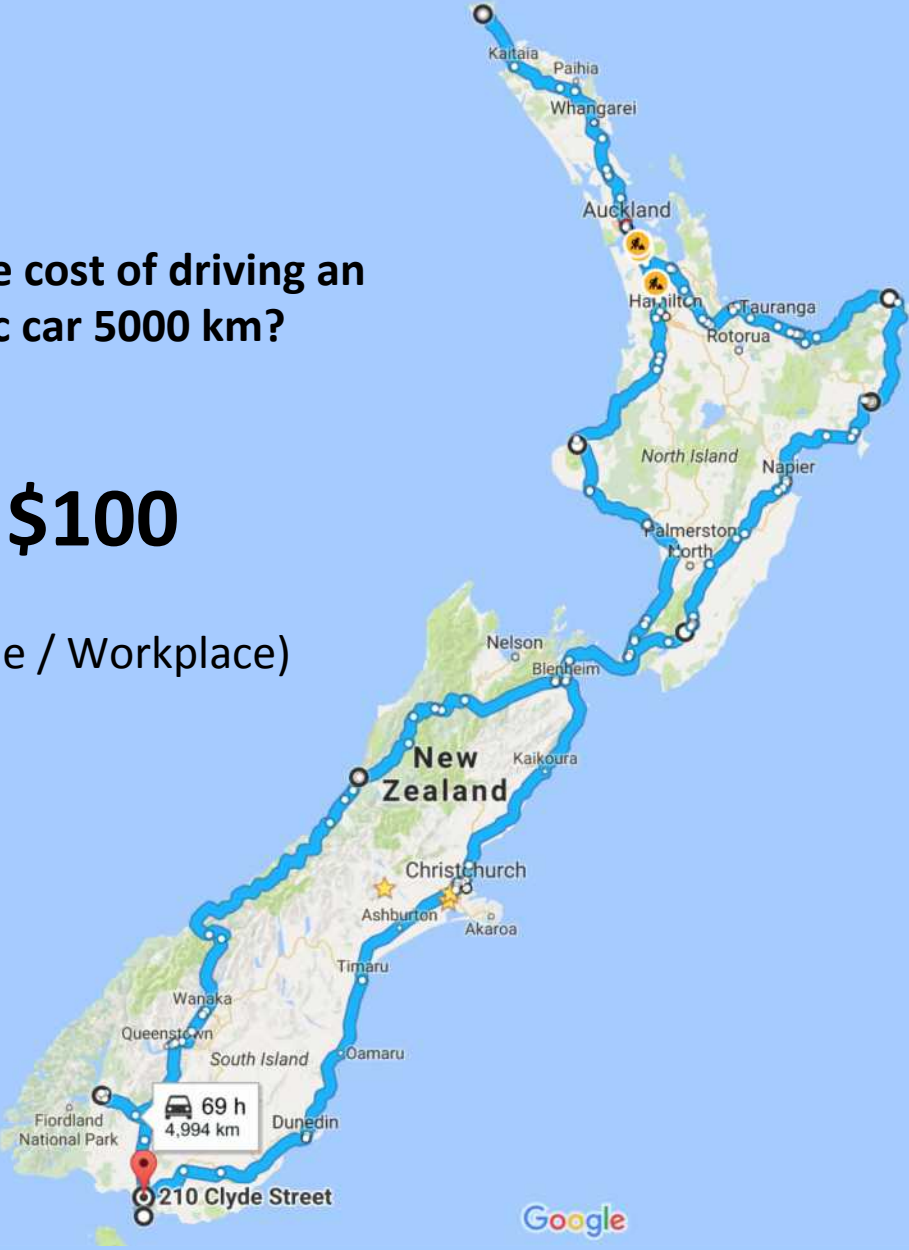 Kaitaia
Paihia
Whangarei
Auckland
e cost of driving an
Hamilton
Tauranga
c car 5000 km?
Rotorua
North Island
Napier
$100
Palmerston
North
e / Workplace)
Nelson
Blenheim
New
Zealand
Kaikoura
Christchurch
Ashburton
Akaroa
Timaru
Wanaka
Queenstown
South Island
Oamaru
69 h
4,994 km
Fiordland
National Park
Dunedin
210 Clyde Street
Google